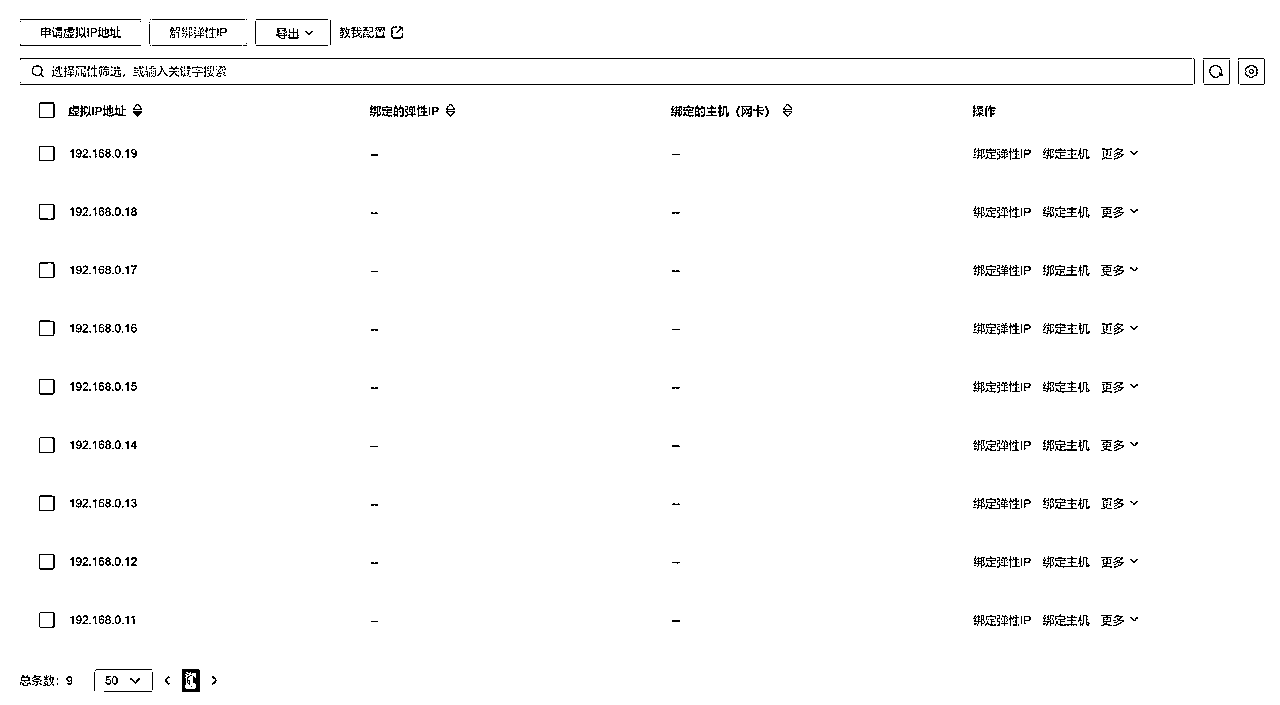 申请虚拟IP地址 解绑弹性IP 导出 教我配置
选择属性筛选，或输入关键字搜索
虚拟IP地址 绑定的弹性IP 绑定的主机（网卡） 操作
192.168.0.19 -- -- 绑定弹性IP 绑定主机 更多
192.168.0.18 -- -- 绑定弹性IP 绑定主机 更多
192.168.0.17 -- -- 绑定弹性IP 绑定主机 更多
192.168.0.16 -- -- 绑定弹性IP 绑定主机 更多
192.168.0.15 -- -- 绑定弹性IP 绑定主机 更多
192.168.0.14 -- -- 绑定弹性IP 绑定主机 更多
192.168.0.13 -- -- 绑定弹性IP 绑定主机 更多
192.168.0.12 -- -- 绑定弹性IP 绑定主机 更多
192.168.0.11 -- -- 绑定弹性IP 绑定主机 更多
总条数：9 50